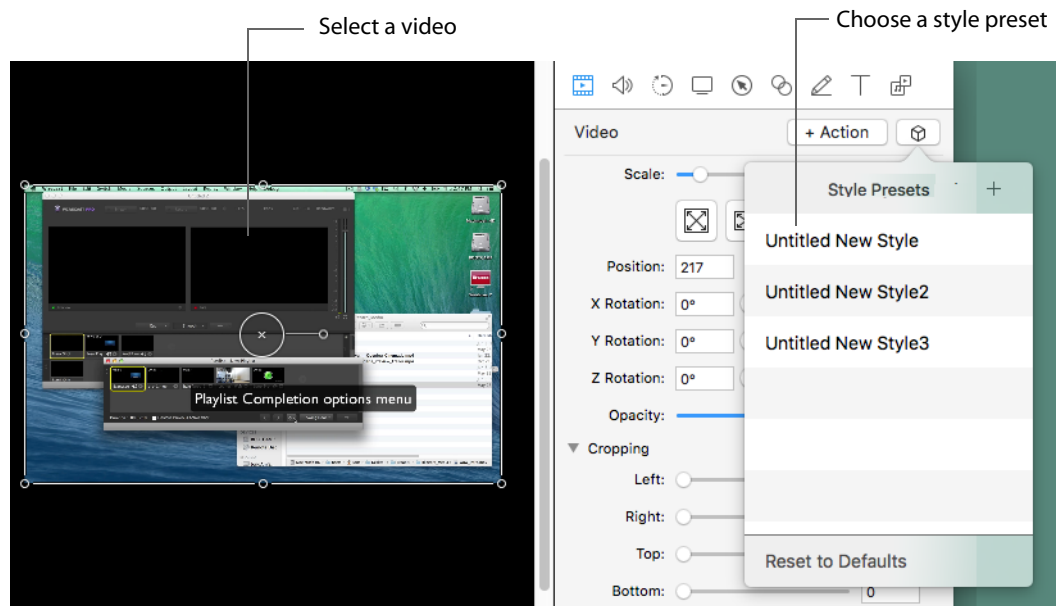 Select a video
Choose a style preset
Video
+ Action
Scale:
Style Presets
+
Untitled New Style
Untitled New Style2
Untitled New Style3
Reset to Defaults
Position: 217
X Rotation: 0°
Y Rotation: 0°
Z Rotation: 0°
Opacity:
Cropping
Left:
Right:
Top:
Bottom: 0
Playlist Completion options menu